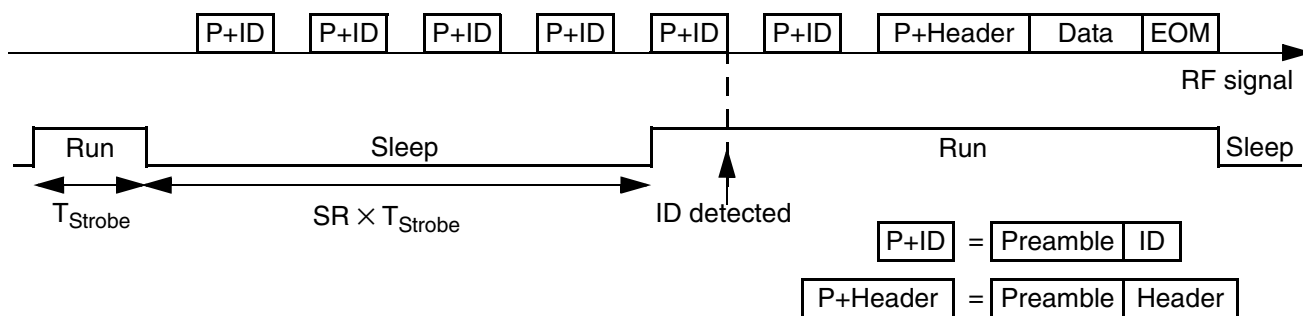 P+ID P+ID P+ID P+ID P+ID P+ID P+Header Data EOM
RF signal
Run Sleep Run Sleep
TStrobe SR × TStrobe ID detected
P+ID = Preamble ID
P+Header = Preamble Header